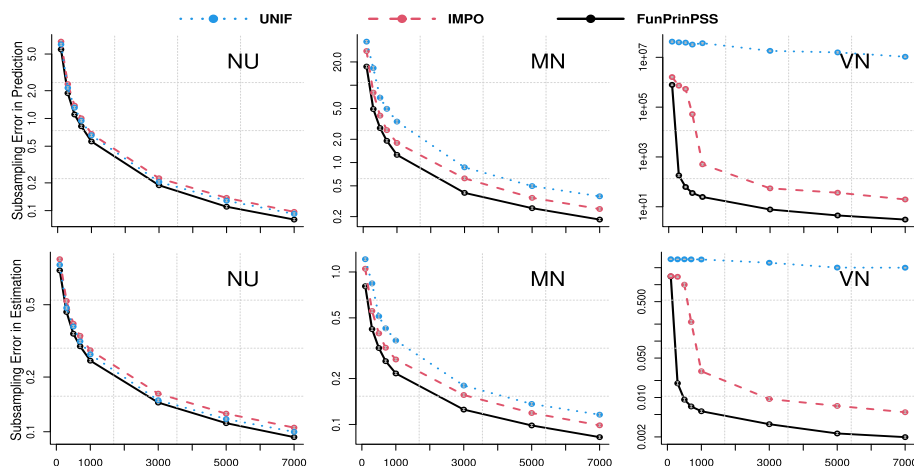 UNIF IMPO FunPrinPSS
Subsampling Error in Prediction
NU
5.0
2.0
1.0
0.5
0.2
0.1
MN
20.0
5.0
2.0
1.0
0.5
0.2
VN
1e+07
1e+05
1e+03
1e+01
Subsampling Error in Estimation
NU
0.5
0.2
0.1
0 1000 3000 5000 7000
MN
1.0
0.5
0.2
0.1
0 1000 3000 5000 7000
VN
0.500
0.050
0.010
0.002
0 1000 3000 5000 7000